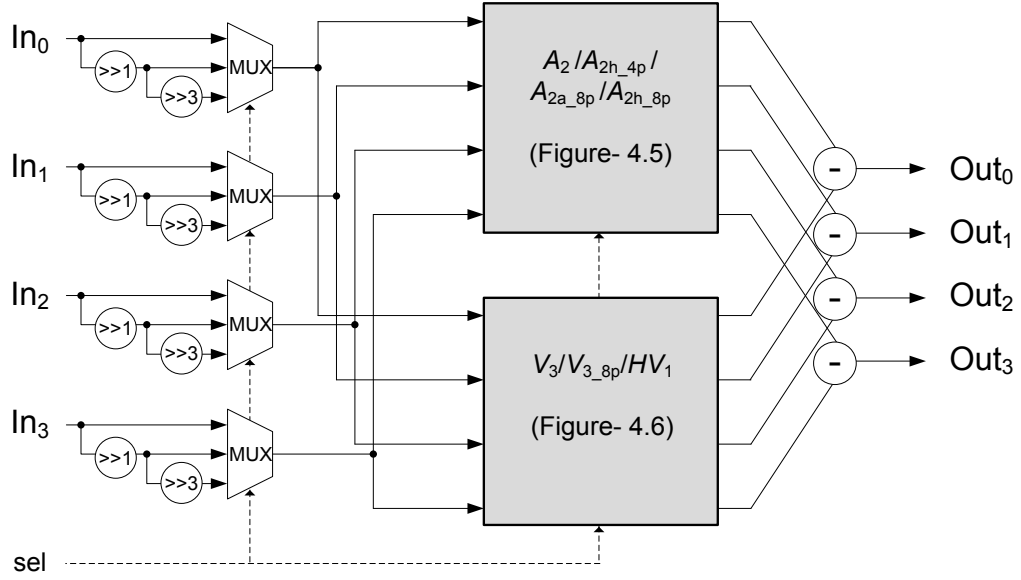 In0
>>1
>>3
MUX
In1
>>1
>>3
MUX
In2
>>1
>>3
MUX
In3
>>1
>>3
MUX
sel
A2 /A2h_4p /
A2a_8p /A2h_8p
(Figure- 4.5)
V3/V3_8p/HV1
(Figure- 4.6)
-
Out0
-
Out1
-
Out2
-
Out3